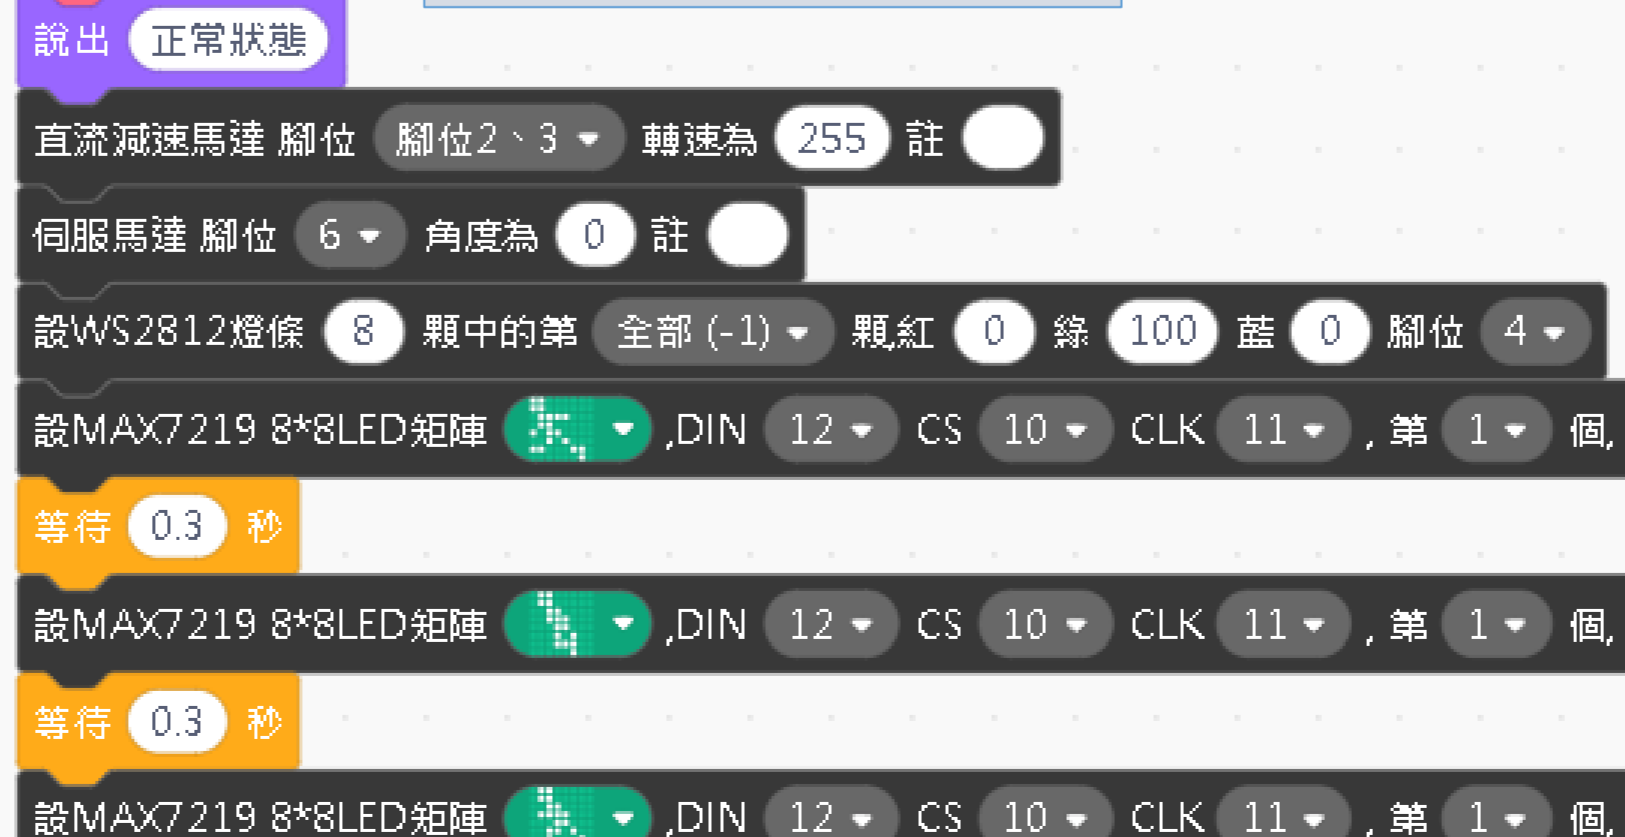 說出 正常狀態
直流減速馬達 腳位 腳位2、3 轉速為 255 註
伺服馬達 腳位 6 角度為 0 註
設WS2812燈條 8 顆中的第 全部 (-1) 顆,紅 0 綠 100 藍 0 腳位 4
設MAX7219 8*8LED矩陣 ,DIN 12 CS 10 CLK 11 , 第 1 個,
等待 0.3 秒
設MAX7219 8*8LED矩陣 ,DIN 12 CS 10 CLK 11 , 第 1 個,
等待 0.3 秒
設MAX7219 8*8LED矩陣 ,DIN 12 CS 10 CLK 11 , 第 1 個,